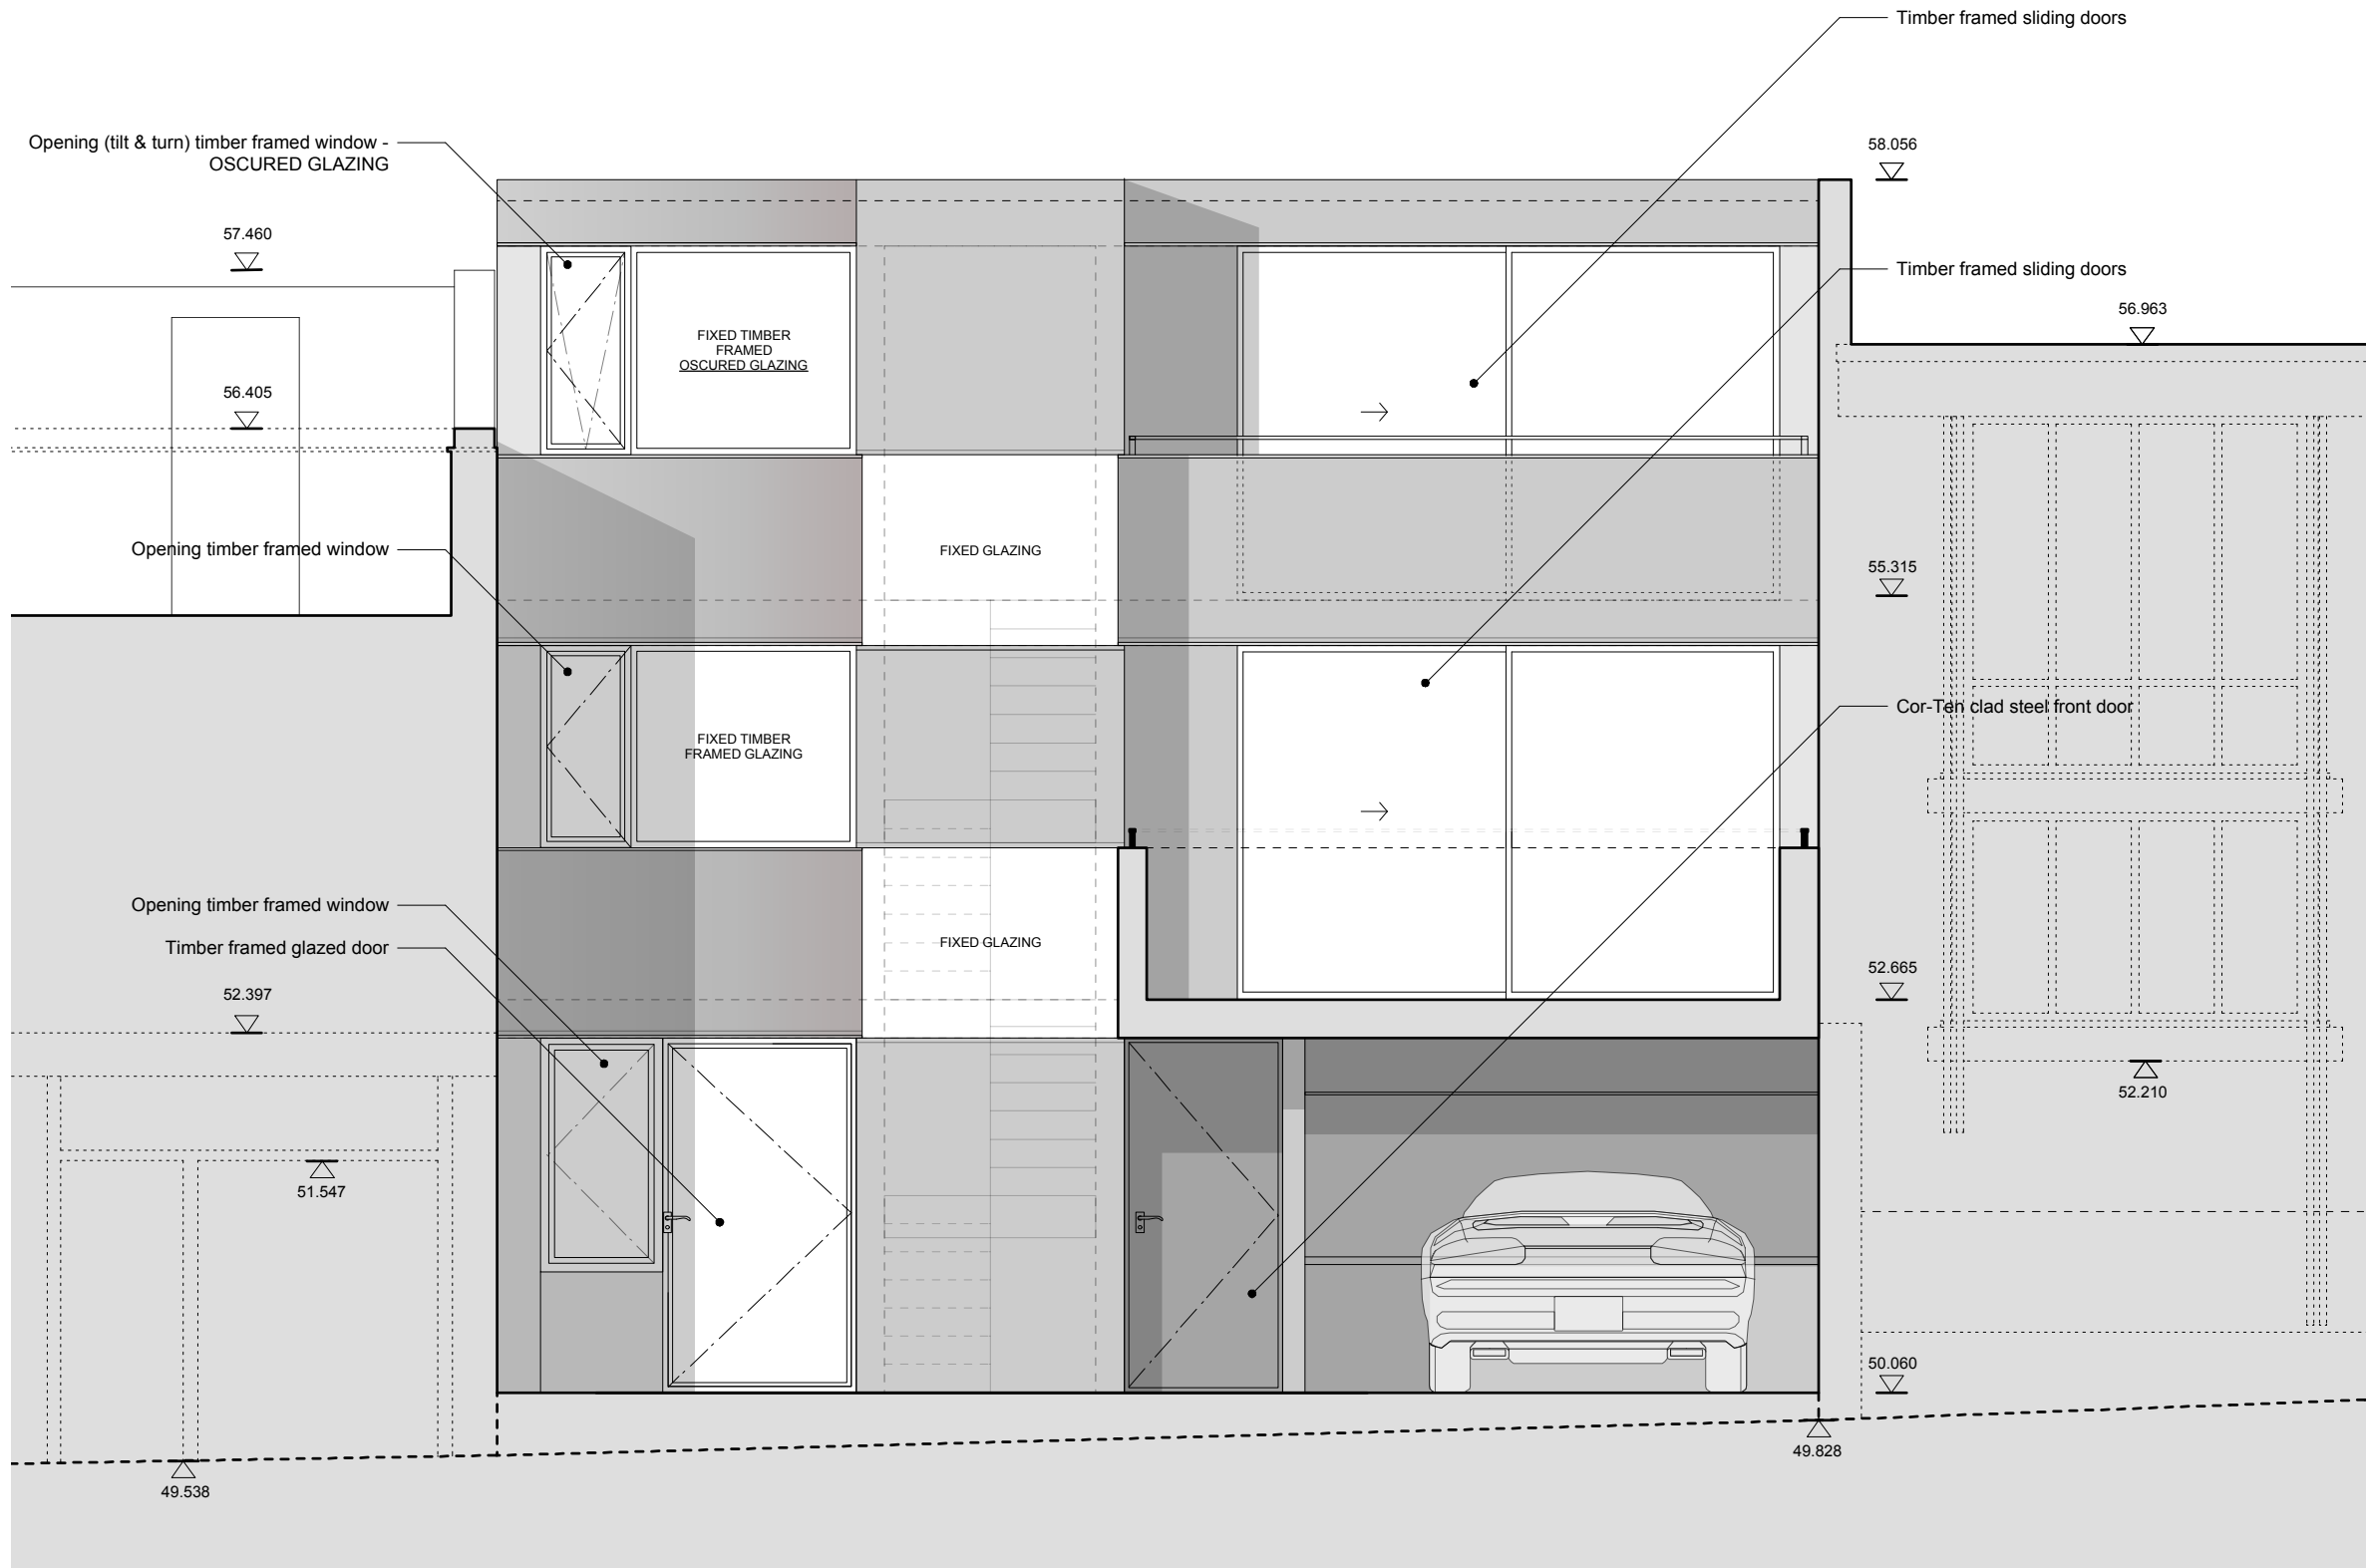 Timber framed sliding doors
Opening (tilt & turn) timber framed window -
OSCURED GLAZING
58.056
57.460
Timber framed sliding doors
56.963
FIXED TIMBER
FRAMED
OSCURED GLAZING
56.405
Opening timber framed window
FIXED GLAZING
55.315
Cor-Ten clad steel front door
FIXED TIMBER
FRAMED GLAZING
Opening timber framed window
Timber framed glazed door
FIXED GLAZING
52.397
52.665
52.210
51.547
50.060
49.828
49.538